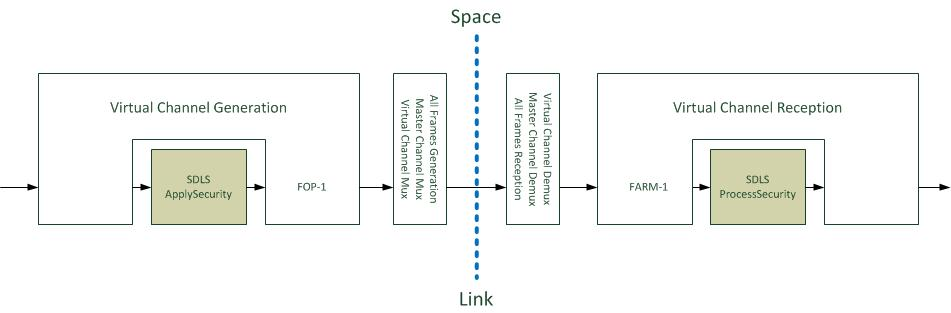 Space
Virtual Channel Generation
SDLS
ApplySecurity
FOP-1
All Frames Generation
Master Channel Mux
Virtual Channel Mux
Virtual Channel Demux
Master Channel Demux
All Frames Reception
Virtual Channel Reception
FARM-1
SDLS
ProcessSecurity
Link